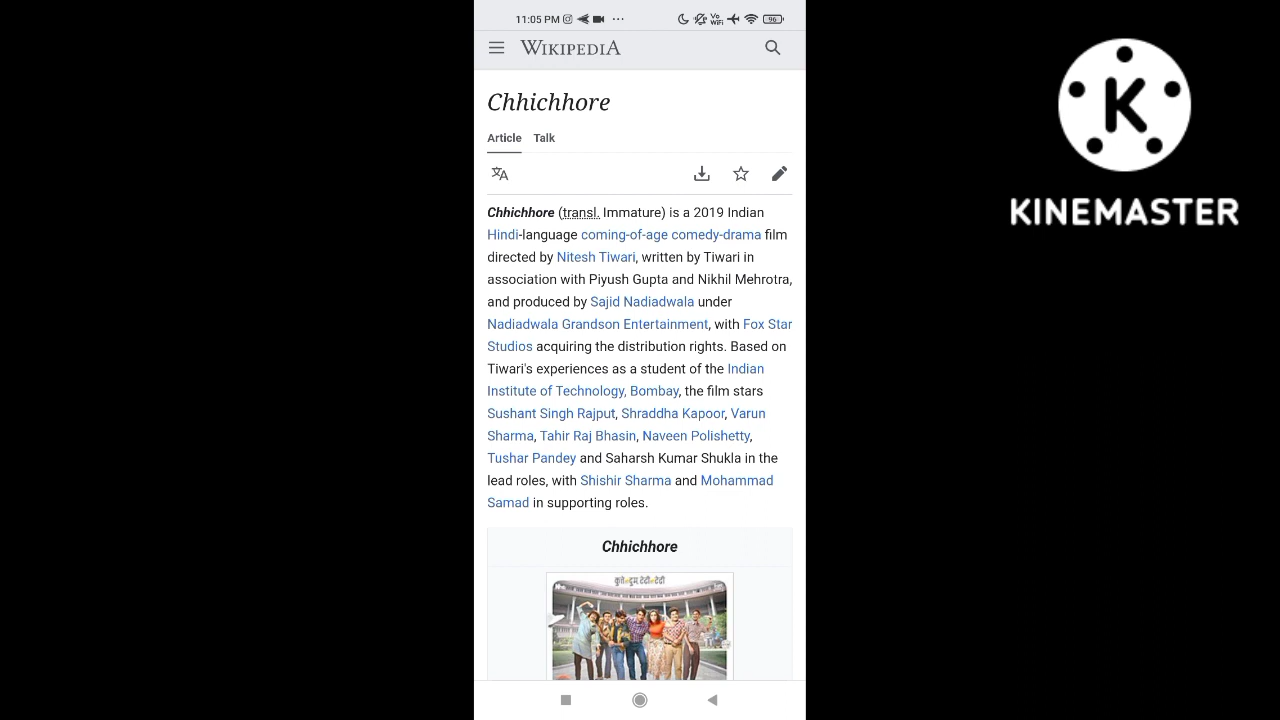 11:05 PM
Vo
WiFi
96
WIKIPEDIA
Chhichhore
Article Talk
Chhichhore (transl. Immature) is a 2019 Indian
Hindi-language coming-of-age comedy-drama film
directed by Nitesh Tiwari, written by Tiwari in
association with Piyush Gupta and Nikhil Mehrotra,
and produced by Sajid Nadiadwala under
Nadiadwala Grandson Entertainment, with Fox Star
Studios acquiring the distribution rights. Based on
Tiwari's experiences as a student of the Indian
Institute of Technology, Bombay, the film stars
Sushant Singh Rajput, Shraddha Kapoor, Varun
Sharma, Tahir Raj Bhasin, Naveen Polishetty,
Tushar Pandey and Saharsh Kumar Shukla in the
lead roles, with Shishir Sharma and Mohammad
Samad in supporting roles.
Chhichhore
K
KINEMASTER